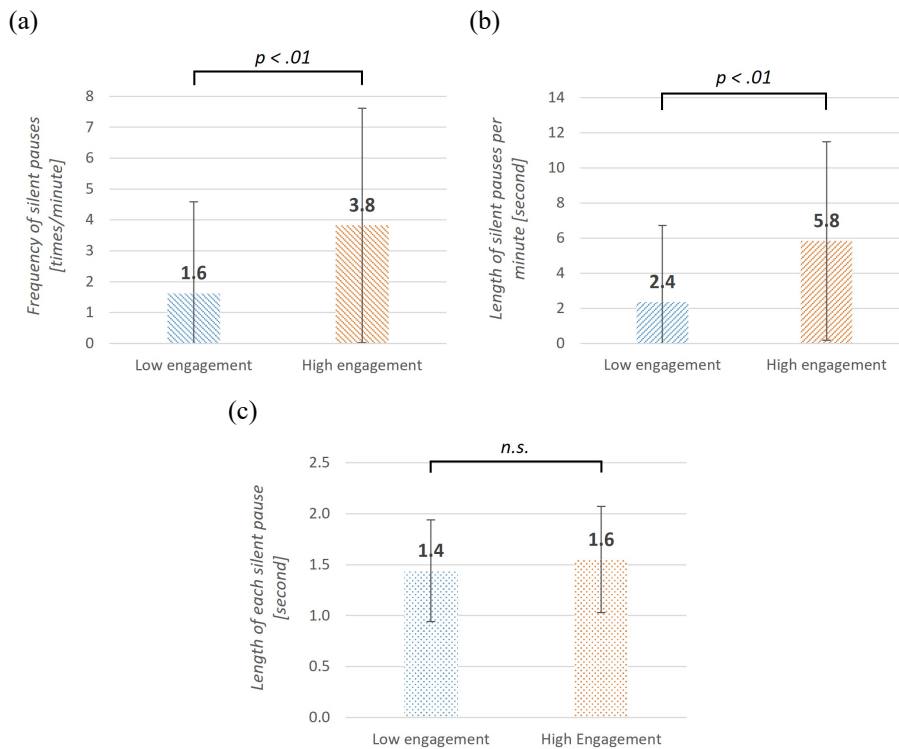 (a)
p < .01
Frequency of silent pauses
[times/minute]
8
7
6
5
4
3
2
1
0
1.6
3.8
Low engagement
High engagement
(b)
p < .01
Length of silent pauses per
minute [second]
14
12
10
8
6
4
2
0
2.4
5.8
Low engagement
High engagement
(c)
n.s.
Length of each silent pause
[second]
2.5
2.0
1.5
1.0
0.5
0.0
1.4
1.6
Low engagement
High Engagement